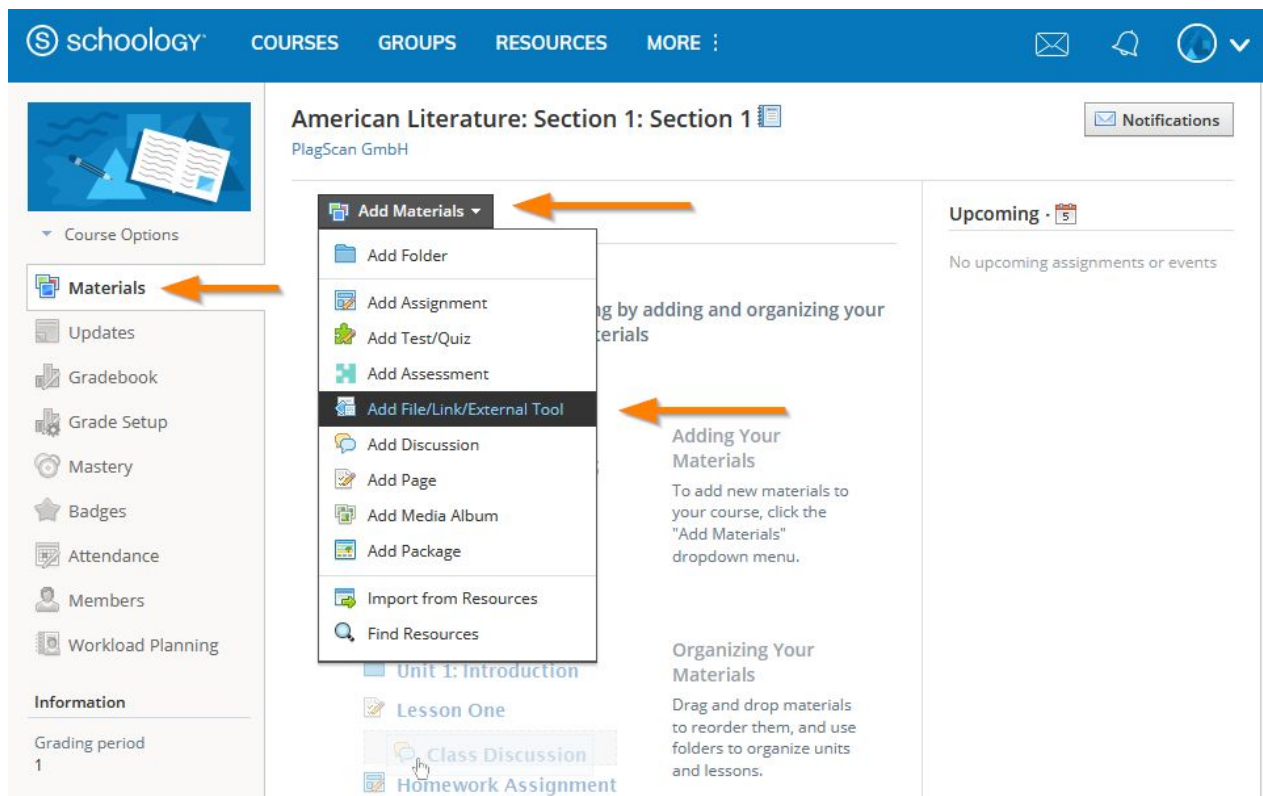 schoology COURSES GROUPS RESOURCES MORE
American Literature: Section 1: Section 1
PlagScan GmbH
Notifications
Course Options
Materials
Updates
Gradebook
Grade Setup
Mastery
Badges
Attendance
Members
Workload Planning
Information
Grading period
1
Add Materials
Add Folder
Add Assignment
Add Test/Quiz
Add Assessment
Add File/Link/External Tool
Add Discussion
Add Page
Add Media Album
Add Package
Import from Resources
Find Resources
by adding and organizing your
Unit 1: Introduction
Lesson One
Class Discussion
Homework Assignment
Adding Your
Materials
To add new materials to
your course, click the
"Add Materials"
dropdown menu.
Organizing Your
Materials
Drag and drop materials
to reorder them, and use
folders to organize units
and lessons.
Upcoming · 5
No upcoming assignments or events